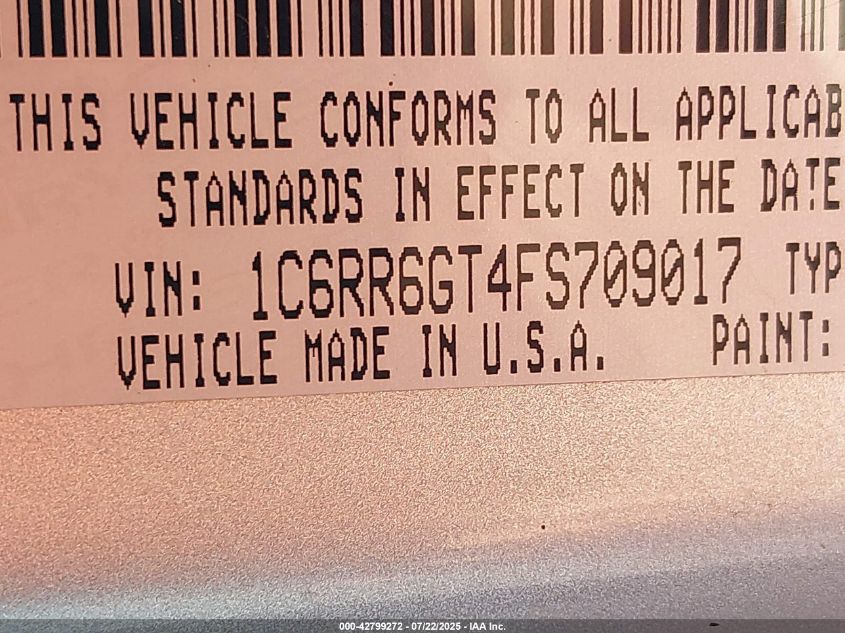 THIS VEHICLE CONFORMS TO ALL APPLICAB
STANDARDS IN EFFECT ON THE DATE
VIN: 1C6RR6GT4FS709017 TYP
VEHICLE MADE IN U.S.A. PAINT:
000-42799272 - 07/22/2025 - IAA Inc.